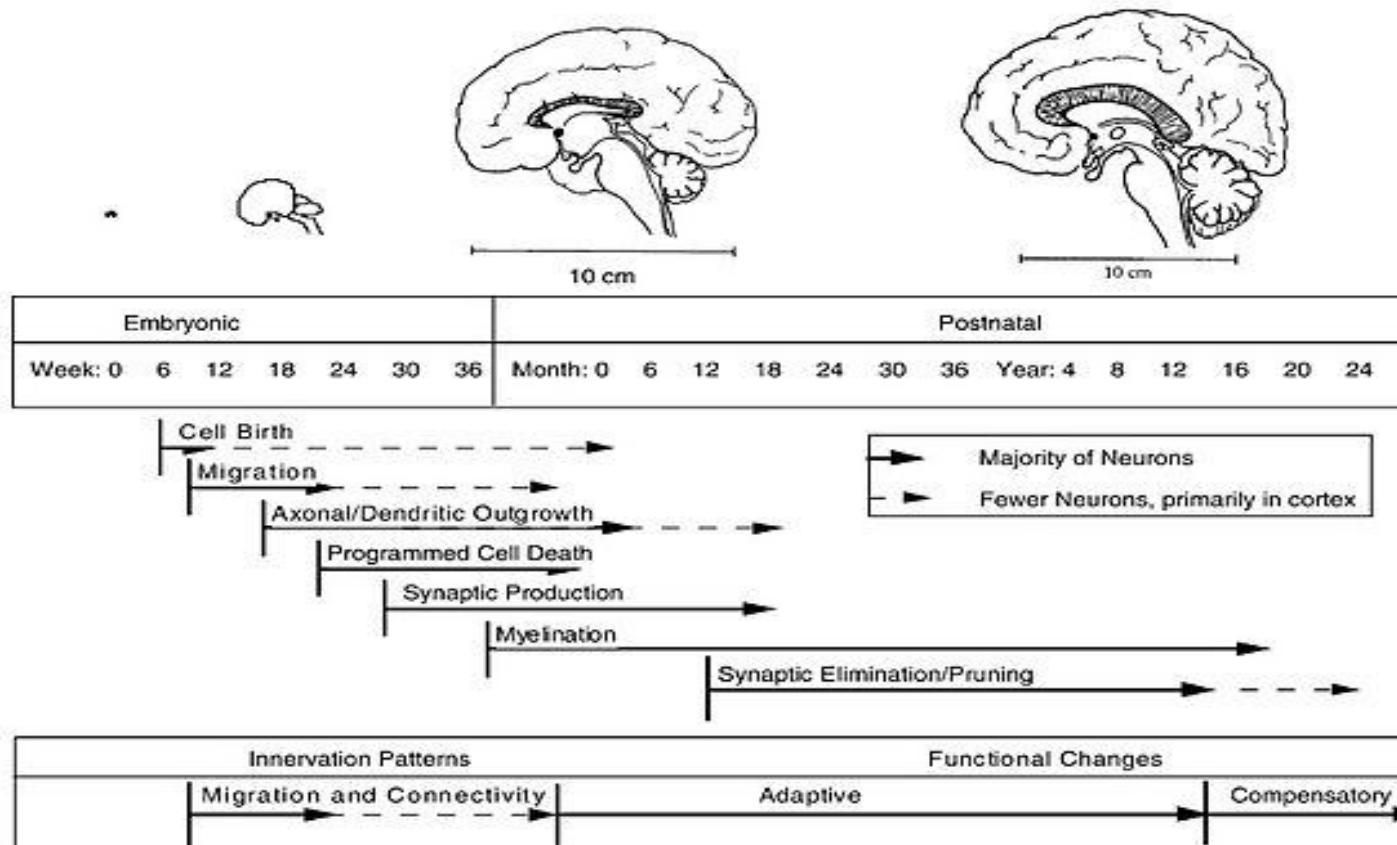 10 cm
10 cm
Embryonic Postnatal
Week: 0 6 12 18 24 30 36 Month: 0 6 12 18 24 30 36 Year: 4 8 12 16 20 24
Cell Birth
Migration
Axonal/Dendritic Outgrowth
Programmed Cell Death
Synaptic Production
Myelination
Synaptic Elimination/Pruning
Majority of Neurons
Fewer Neurons, primarily in cortex
Innervation Patterns Functional Changes
Migration and Connectivity Adaptive Compensatory